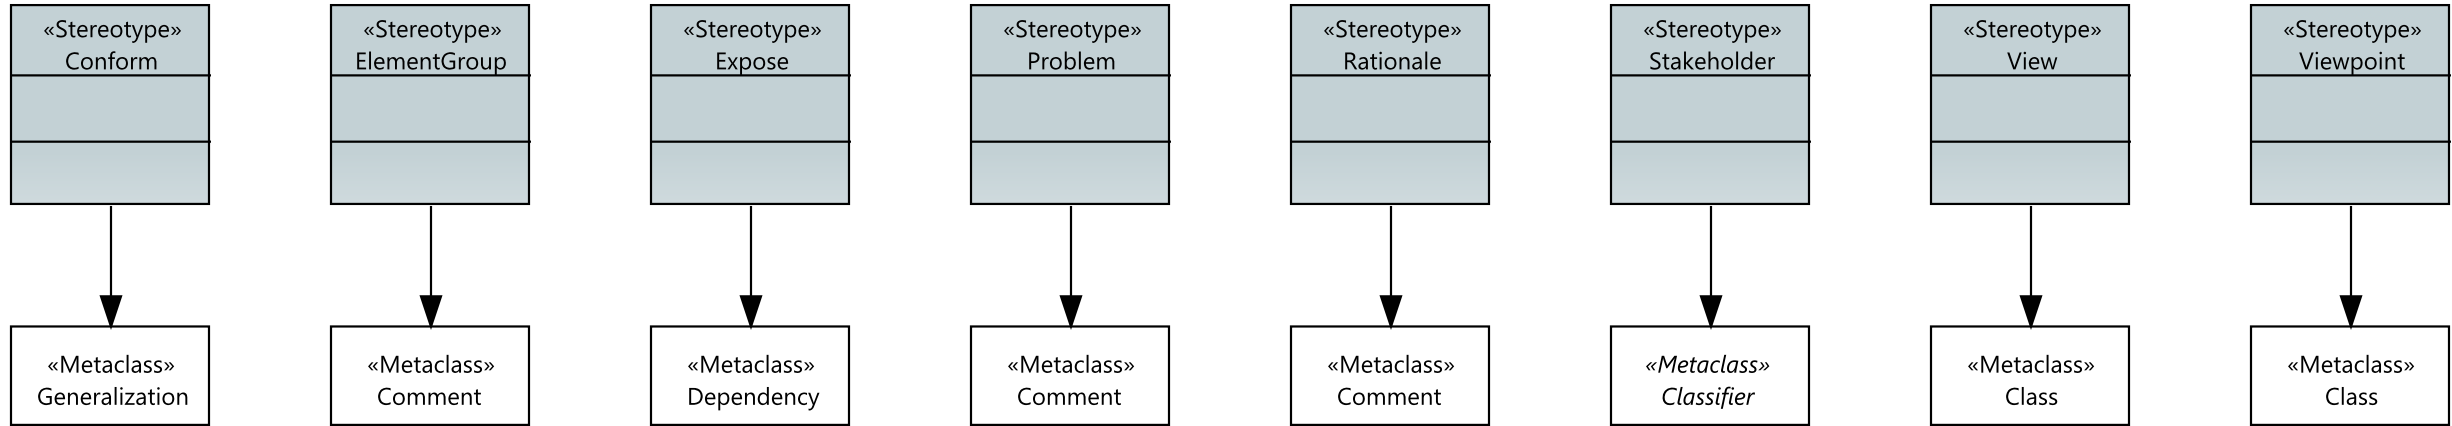 «Stereotype»
Conform
«Stereotype»
ElementGroup
«Stereotype»
Expose
«Stereotype»
Problem
«Stereotype»
Rationale
«Stereotype»
Stakeholder
«Stereotype»
View
«Stereotype»
Viewpoint
«Metaclass»
Generalization
«Metaclass»
Comment
«Metaclass»
Dependency
«Metaclass»
Comment
«Metaclass»
Comment
«Metaclass»
Classifier
«Metaclass»
Class
«Metaclass»
Class